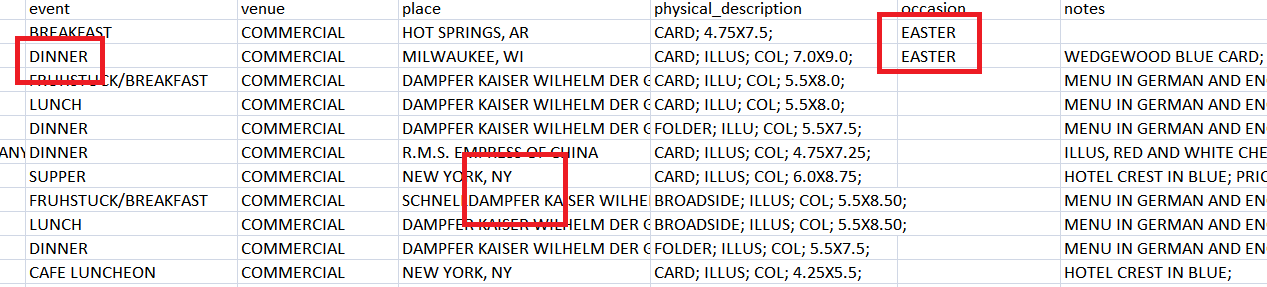 event venue place physical_description occasion notes
BREAKFAST COMMERCIAL HOT SPRINGS, AR CARD; 4.75X7.5; EASTER
DINNER COMMERCIAL MILWAUKEE, WI CARD; ILLUS; COL; 7.0X9.0; EASTER WEDGEWOOD BLUE CARD;
FRUHSTUCK/BREAKFAST COMMERCIAL DAMPFER KAISER WILHELM DER G CARD; ILLU; COL; 5.5X8.0; MENU IN GERMAN AND EN
LUNCH COMMERCIAL DAMPFER KAISER WILHELM DER G CARD; ILLU; COL; 5.5X8.0; MENU IN GERMAN AND EN
DINNER COMMERCIAL DAMPFER KAISER WILHELM DER G FOLDER; ILLU; COL; 5.5X7.5; MENU IN GERMAN AND EN
ANY DINNER COMMERCIAL R.M.S. EMPRESS OF CHINA CARD; ILLUS; COL; 4.75X7.25; ILLUS, RED AND WHITE CHE
SUPPER COMMERCIAL NEW YORK, NY CARD; ILLUS; COL; 6.0X8.75; HOTEL CREST IN BLUE; PRIC
FRUHSTUCK/BREAKFAST COMMERCIAL SCHNELLDAMPFER KAISER WILHE BROADSIDE; ILLUS; COL; 5.5X8.50; MENU IN GERMAN AND EN
LUNCH COMMERCIAL DAMPFER KAISER WILHELM DER G BROADSIDE; ILLUS; COL; 5.5X8.50; MENU IN GERMAN AND EN
DINNER COMMERCIAL DAMPFER KAISER WILHELM DER G FOLDER; ILLUS; COL; 5.5X7.5; MENU IN GERMAN AND EN
CAFE LUNCHEON COMMERCIAL NEW YORK, NY CARD; ILLUS; COL; 4.25X5.5; HOTEL CREST IN BLUE;